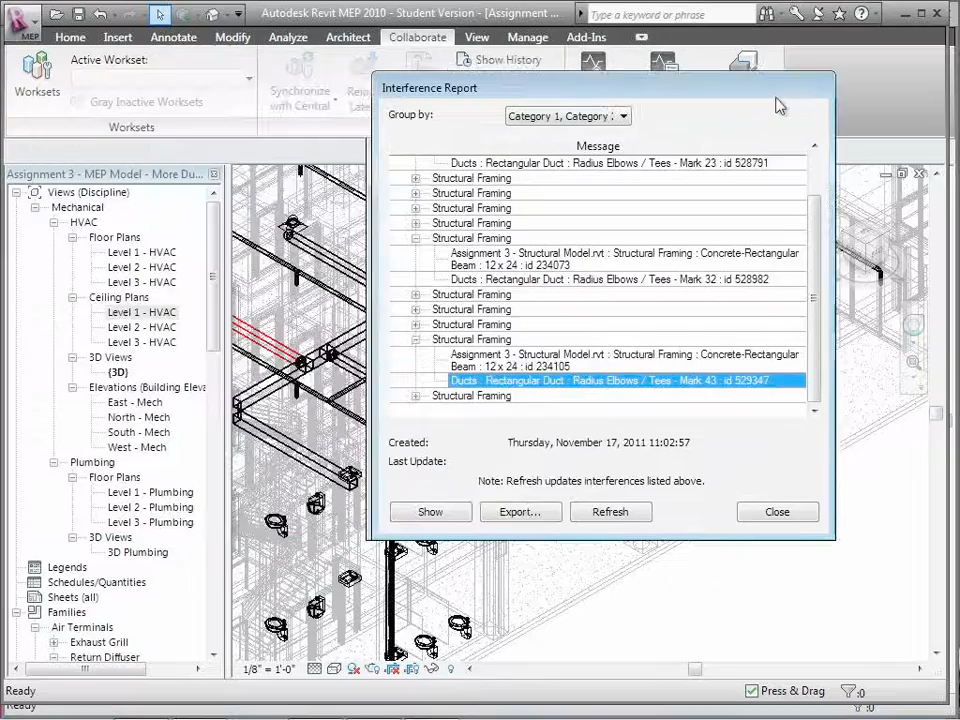 Autodesk Revit MEP 2010 - Student Version - [Assignment ...
Type a keyword or phrase
MEP
Home Insert Annotate Modify Analyze Architect Collaborate View Manage Add-Ins
Active Workset:
Worksets
Gray Inactive Worksets
Synchronize
with Central
Show History
Worksets
Interference Report
Group by:
Category 1, Category 2
Message
Ducts : Rectangular Duct : Radius Elbows / Tees - Mark 23 : id 528791
Structural Framing
Structural Framing
Structural Framing
Structural Framing
Structural Framing
Assignment 3 - Structural Model.rvt : Structural Framing : Concrete-Rectangular
Beam : 12 x 24 : id 234073
Ducts : Rectangular Duct : Radius Elbows / Tees - Mark 32 : id 528982
Structural Framing
Structural Framing
Structural Framing
Structural Framing
Assignment 3 - Structural Model.rvt : Structural Framing : Concrete-Rectangular
Beam : 12 x 24 : id 234105
Ducts : Rectangular Duct : Radius Elbows / Tees - Mark 43 : id 529347
Structural Framing
Created: Thursday, November 17, 2011 11:02:57
Last Update:
Note: Refresh updates interferences listed above.
Show Export... Refresh Close
Assignment 3 - MEP Model - More Du...
Views (Discipline)
Mechanical
HVAC
Floor Plans
Level 1 - HVAC
Level 2 - HVAC
Level 3 - HVAC
Ceiling Plans
Level 1 - HVAC
Level 2 - HVAC
Level 3 - HVAC
3D Views
{3D}
Elevations (Building Eleva
East - Mech
North - Mech
South - Mech
West - Mech
Plumbing
Floor Plans
Level 1 - Plumbing
Level 2 - Plumbing
Level 3 - Plumbing
3D Views
3D Plumbing
Legends
Schedules/Quantities
Sheets (all)
Families
Air Terminals
Exhaust Grill
Return Diffuser
1/8" = 1'-0"
Ready
Press & Drag :0
Ready :0